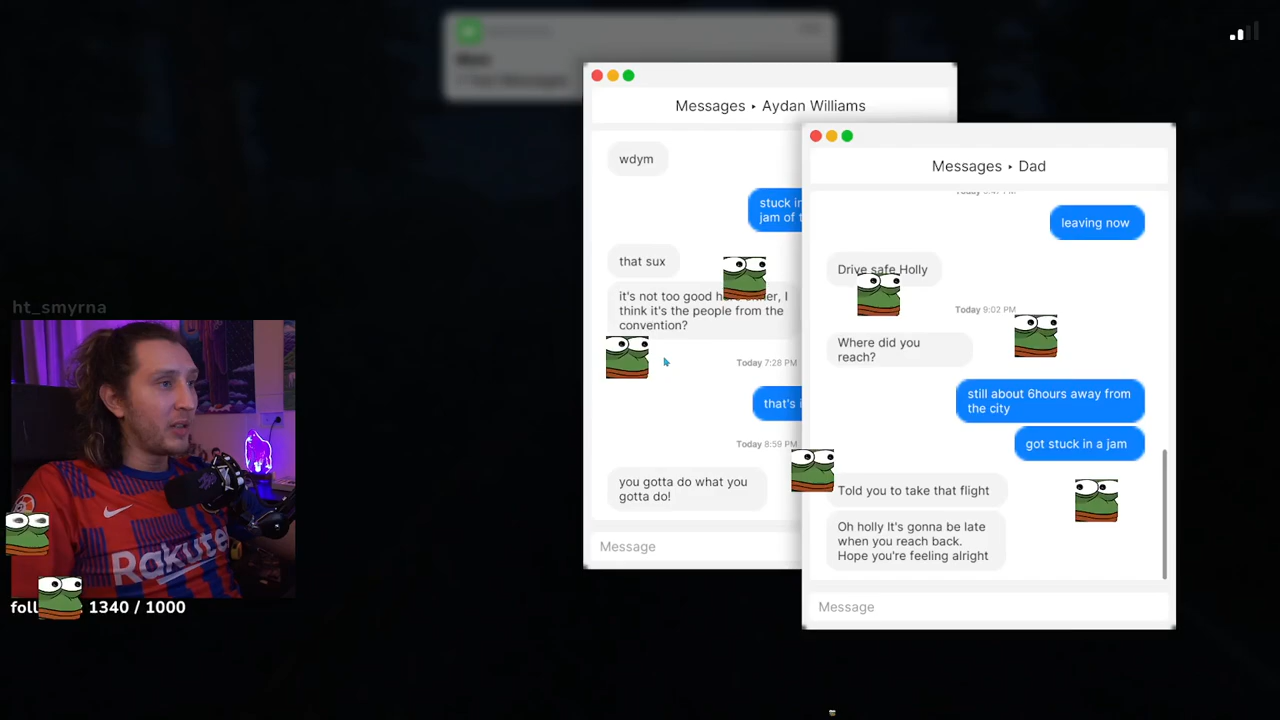 Messages ▸ Aydan Williams
wdym
stuck in
jam of t
that sux
it's not too good
I
think it's the people from the
convention?
Today 7:28 PM
that's i
Today 8:59 PM
you gotta do what you
gotta do!
Message
Messages ▸ Dad
leaving now
Drive safe Holly
Today 9:02 PM
Where did you
reach?
still about 6hours away from
the city
got stuck in a jam
Told you to take that flight
Oh holly It's gonna be late
when you reach back.
Hope you're feeling alright
Message
ht_smyrna
Rakuten
foll
1340 / 1000